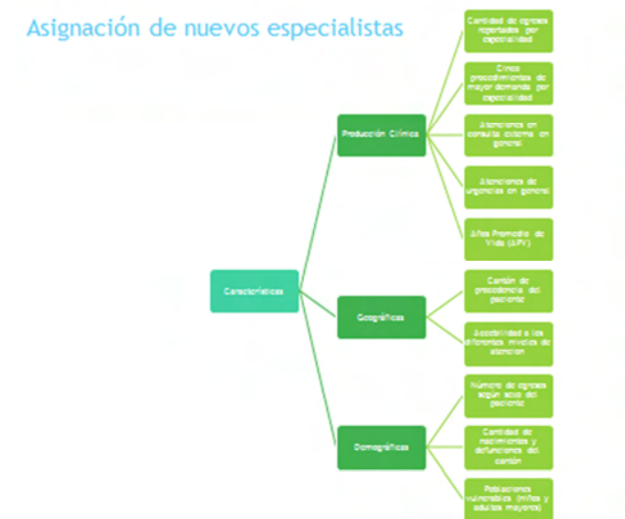 Asignación de nuevos especialistas
Cantidad de egresos
reportados por
especialidad
Cinco
procedimientos de
mayor demanda por
especialidad
Atenciones en
consulta externa en
general
Atenciones de
urgencias en general
Años Promedio de
Vida (APV)
Producción Clínica
Características
Cantón de
procedencia del
paciente
Accebilidad a los
diferentes niveles de
atención
Geográficas
Número de egresos
según sexo del
paciente
Cantidad de
nacimientos y
defunciones del
cantón
Poblaciones
vulnerables (niños y
adultos mayores)
Demográficas